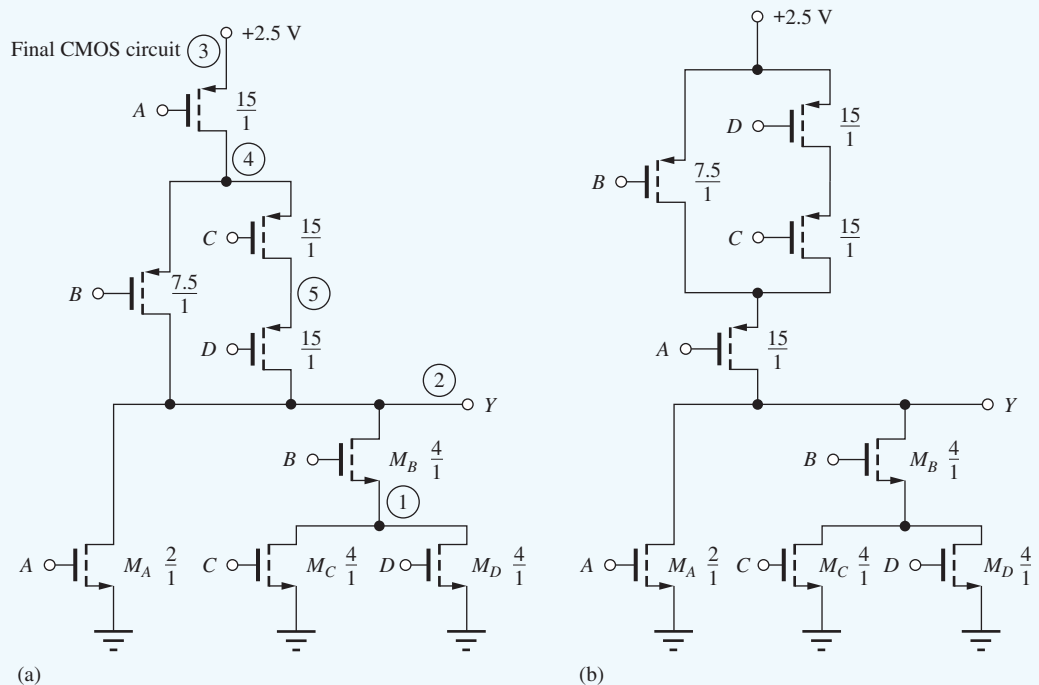 +2.5 V
Final CMOS circuit 3
A
15/1
4
C
15/1
B
7.5/1
5
D
15/1
2
Y
B
M_B 4/1
1
A
M_A 2/1
C
M_C 4/1
D
M_D 4/1
(a)
+2.5 V
D
15/1
B
7.5/1
C
15/1
A
15/1
Y
B
M_B 4/1
A
M_A 2/1
C
M_C 4/1
D
M_D 4/1
(b)